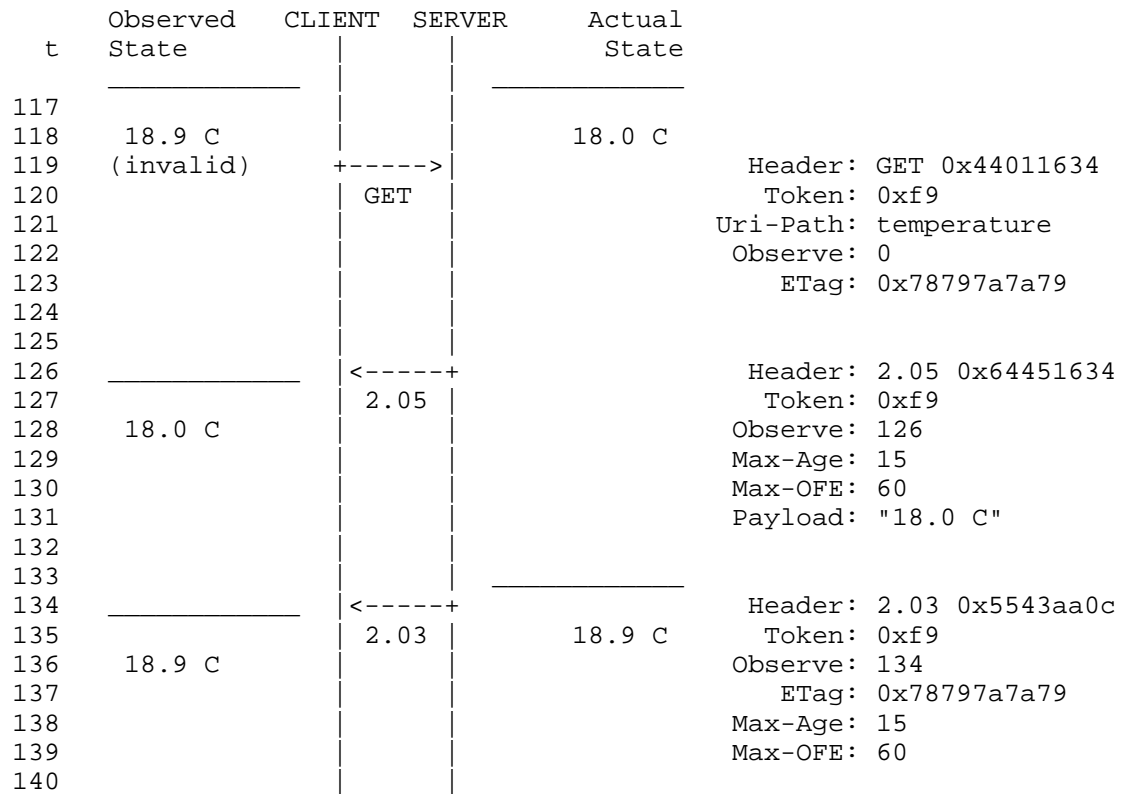 Observed   CLIENT  SERVER     Actual
  t   State         |      |         State
      ____________  |      |  ____________
117                 |      |
118    18.9 C       |      |       18.0 C
119   (invalid)     +----->|                  Header: GET 0x44011634
120                 | GET  |                   Token: 0xf9
121                 |      |                Uri-Path: temperature
122                 |      |                 Observe: 0
123                 |      |                    ETag: 0x78797a7a79
124                 |      |
125                 |      |
126   ____________  |<-----+                  Header: 2.05 0x64451634
127                 | 2.05 |                   Token: 0xf9
128    18.0 C       |      |                 Observe: 126
129                 |      |                 Max-Age: 15
130                 |      |                 Max-OFE: 60
131                 |      |                 Payload: "18.0 C"
132                 |      |
133                 |      |  ____________
134   ____________  |<-----+                  Header: 2.03 0x5543aa0c
135                 | 2.03 |       18.9 C      Token: 0xf9
136    18.9 C       |      |                 Observe: 134
137                 |      |                    ETag: 0x78797a7a79
138                 |      |                 Max-Age: 15
139                 |      |                 Max-OFE: 60
140                 |      |